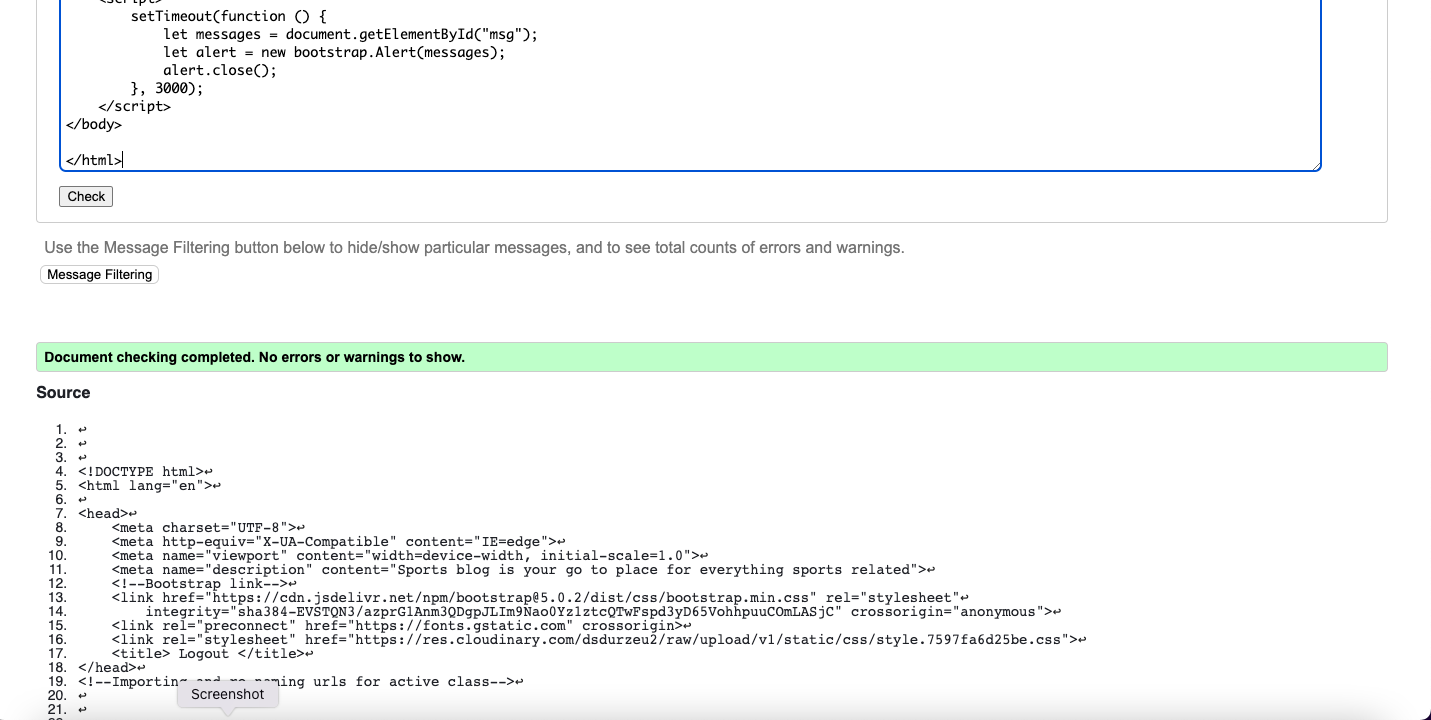 <script>
setTimeout(function () {
let messages = document.getElementById("msg");
let alert = new bootstrap.Alert(messages);
alert.close();
}, 3000);
</script>
</body>
</html>
Check
Use the Message Filtering button below to hide/show particular messages, and to see total counts of errors and warnings.
Message Filtering
Document checking completed. No errors or warnings to show.
Source
1. ↩
2. ↩
3. ↩
4. <!DOCTYPE html>↩
5. <html lang="en">↩
6. ↩
7. <head>↩
8. <meta charset="UTF-8">↩
9. <meta http-equiv="X-UA-Compatible" content="IE=edge">↩
10. <meta name="viewport" content="width=device-width, initial-scale=1.0">↩
11. <meta name="description" content="Sports blog is your go to place for everything sports related">↩
12. <!--Bootstrap link-->↩
13. <link href="https://cdn.jsdelivr.net/npm/bootstrap@5.0.2/dist/css/bootstrap.min.css" rel="stylesheet"↩
14. integrity="sha384-EVSTQN3/azprG1Anm3QDgpJLIm9Nao0Yz1ztcQTwFspd3yD65VohhpuuCOmLASjC" crossorigin="anonymous">↩
15. <link rel="preconnect" href="https://fonts.gstatic.com" crossorigin>↩
16. <link rel="stylesheet" href="https://res.cloudinary.com/dsdurzeu2/raw/upload/v1/static/css/style.7597fa6d25be.css">↩
17. <title> Logout </title>↩
18. </head>↩
19. <!--Importing and re naming urls for active class-->↩
20. ↩
21. ↩
Screenshot